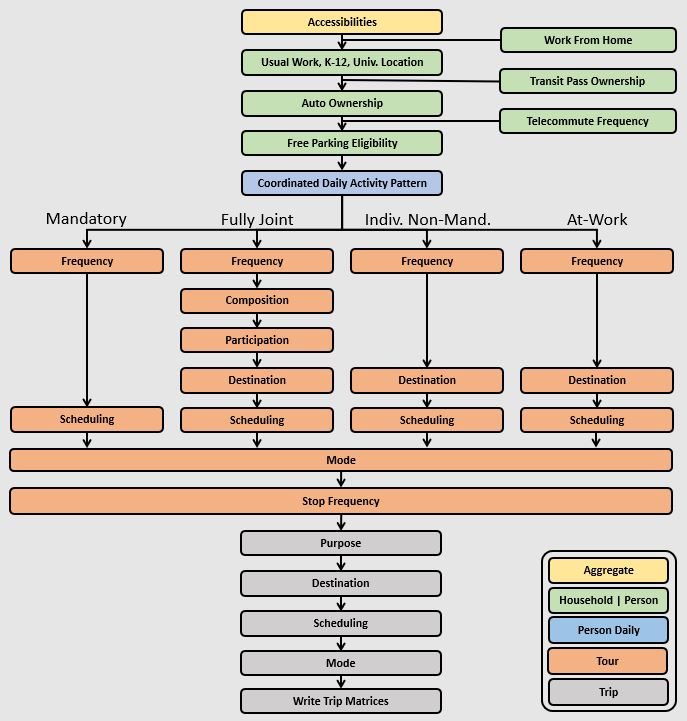 Accessibilities
Work From Home
Usual Work, K-12, Univ. Location
Transit Pass Ownership
Auto Ownership
Telecommute Frequency
Free Parking Eligibility
Coordinated Daily Activity Pattern
Mandatory
Fully Joint
Indiv. Non-Mand.
At-Work
Frequency
Frequency
Frequency
Frequency
Composition
Participation
Destination
Destination
Destination
Scheduling
Scheduling
Scheduling
Scheduling
Mode
Stop Frequency
Purpose
Destination
Scheduling
Mode
Write Trip Matrices
Aggregate
Household | Person
Person Daily
Tour
Trip